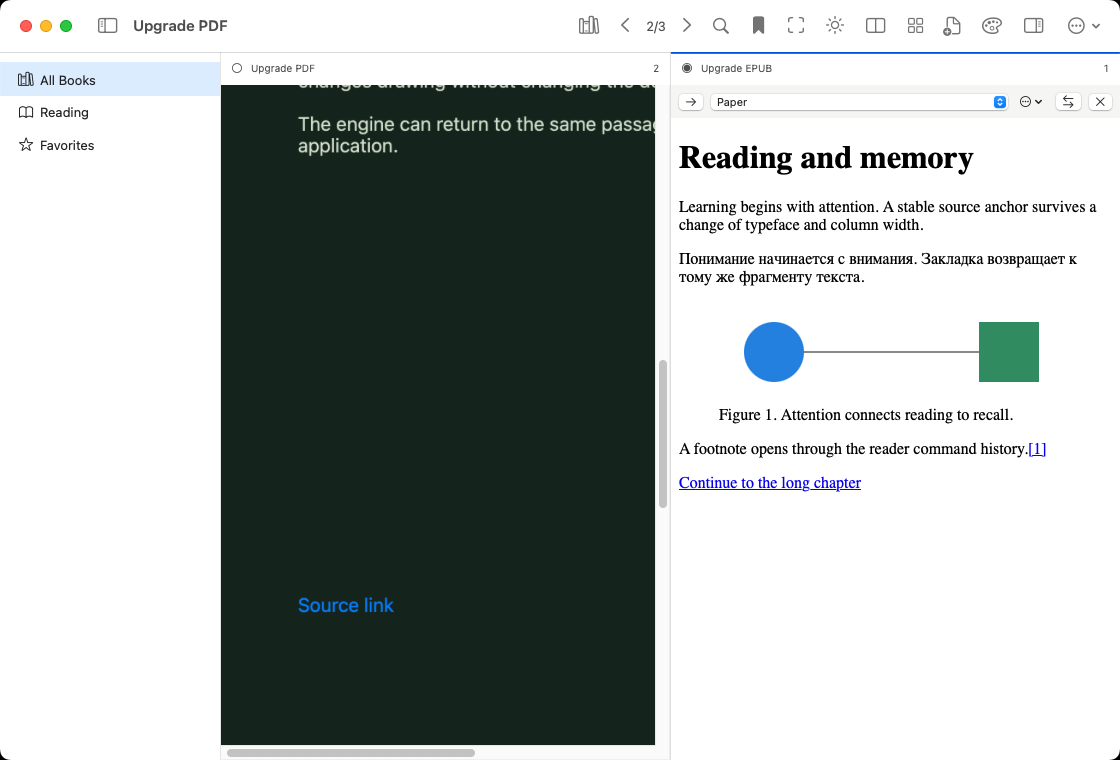 Upgrade PDF
2/3
All Books
Reading
Favorites
Upgrade PDF
2
The engine can return to the same
application.
Source link
Upgrade EPUB
1
Paper
Reading and memory
Learning begins with attention. A stable source anchor survives a
change of typeface and column width.
Понимание начинается с внимания. Закладка возвращает к
тому же фрагменту текста.
Figure 1. Attention connects reading to recall.
A footnote opens through the reader command history.[1]
Continue to the long chapter